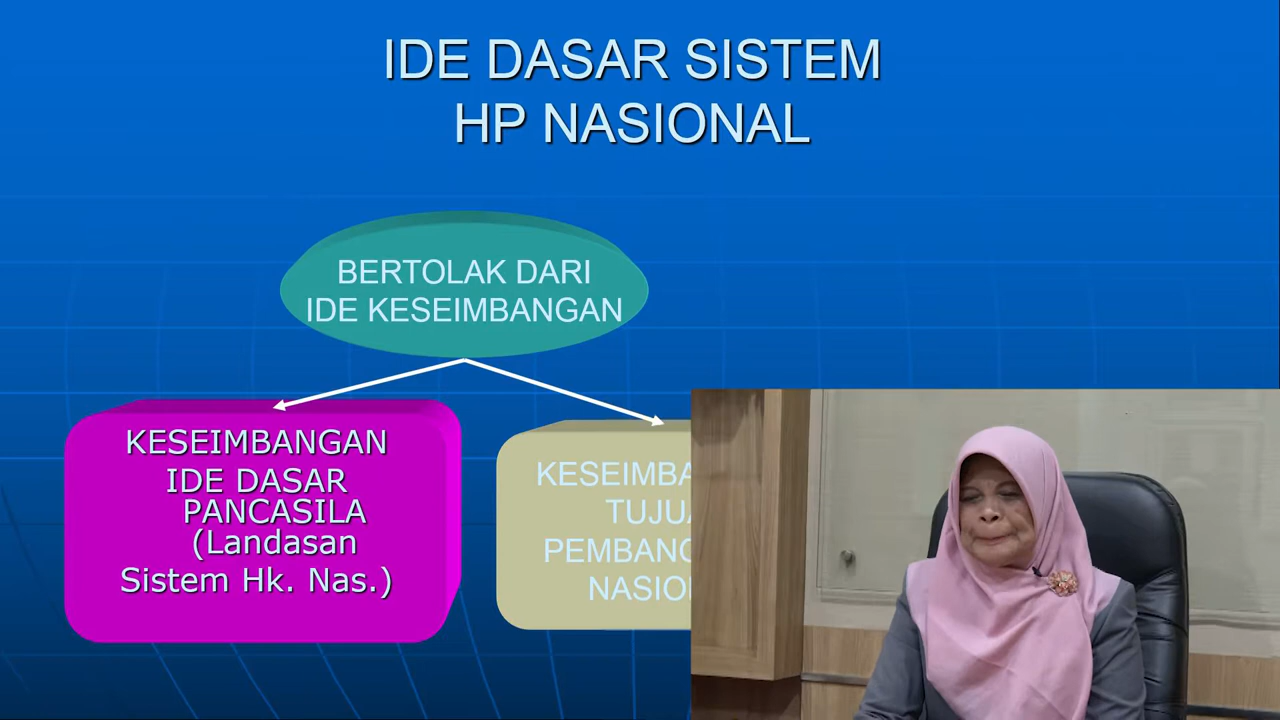 IDE DASAR SISTEM
HP NASIONAL
BERTOLAK DARI
IDE KESEIMBANGAN
KESEIMBANGAN
IDE DASAR
PANCASILA
(Landasan
Sistem Hk. Nas.)